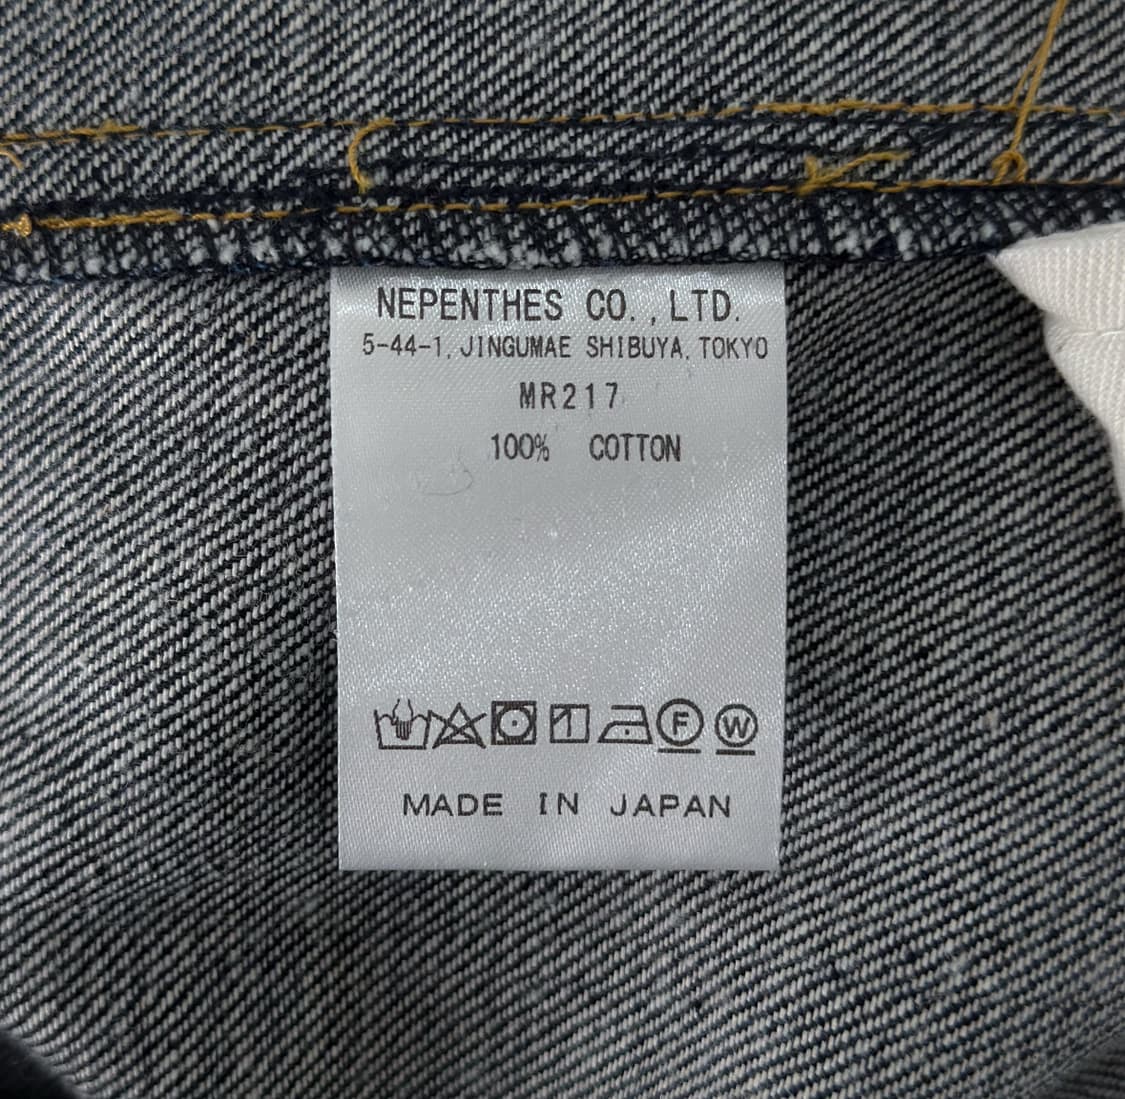 NEPENTHES CO.,LTD.
5-44-1, JINGUMAE SHIBUYA, TOKYO
MR217
100% COTTON
F W
MADE IN JAPAN